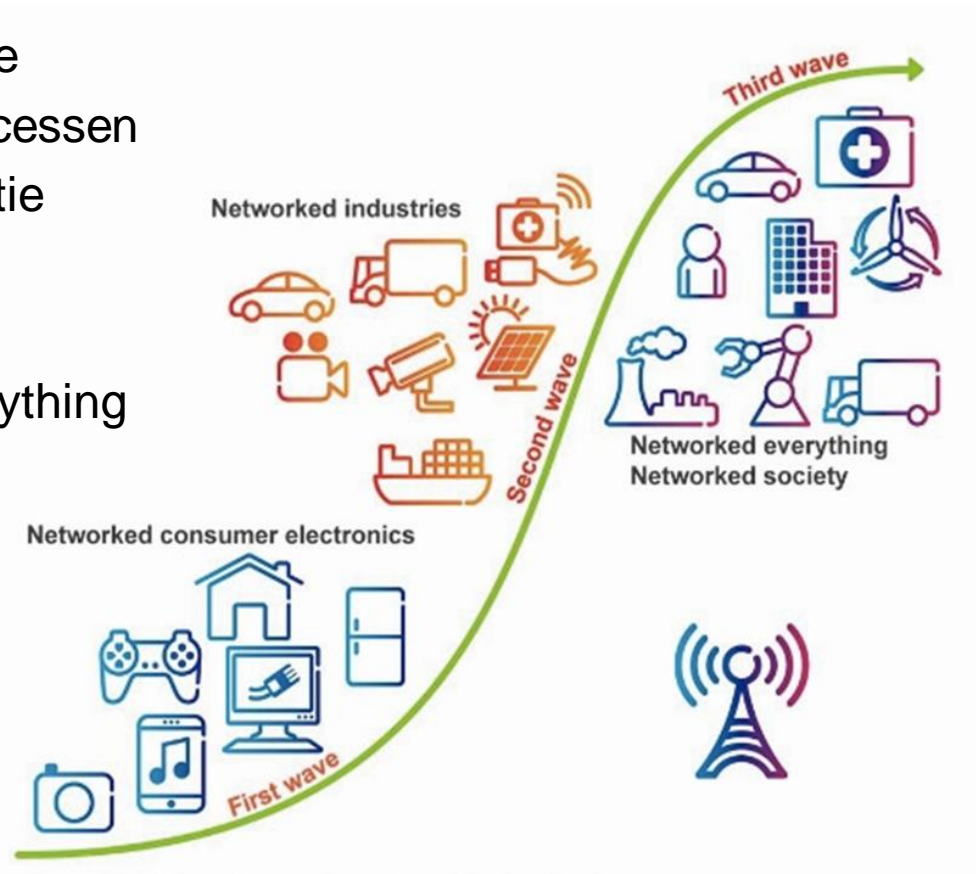 e
cessen
tie
ything
Third wave
Networked industries
Second wave
Networked everything
Networked society
Networked consumer electronics
First wave